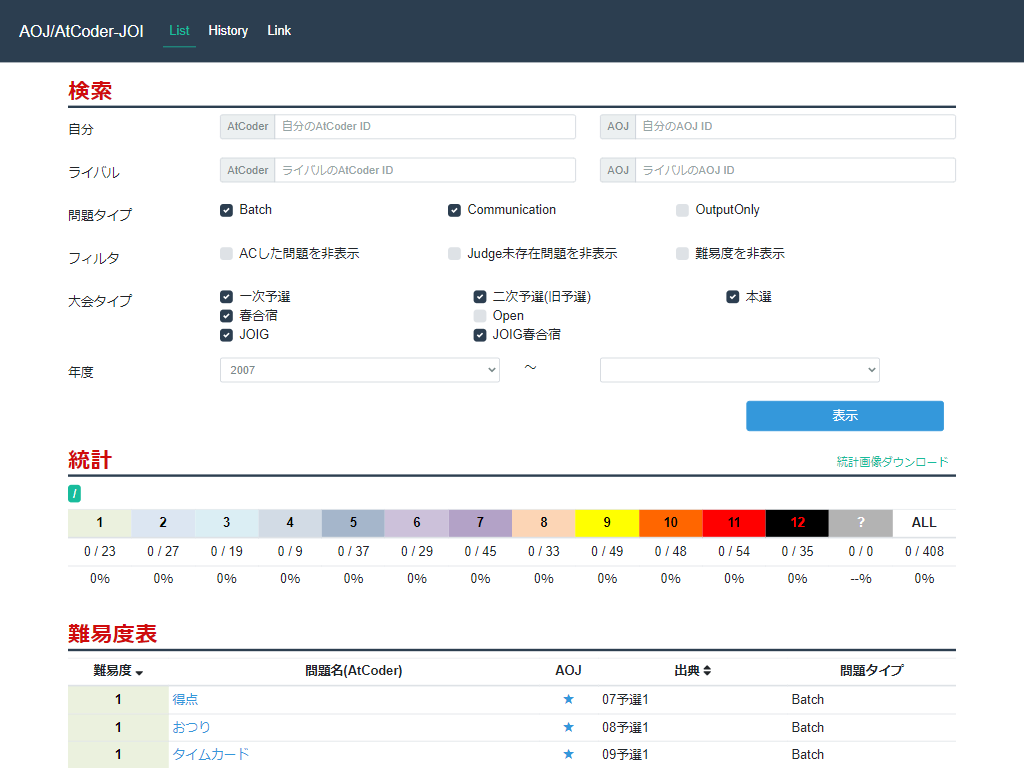 AOJ/AtCoder-JOI List History Link
検索
自分 AtCoder 自分のAtCoder ID AOJ 自分のAOJ ID
ライバル AtCoder ライバルのAtCoder ID AOJ ライバルのAOJ ID
問題タイプ Batch Communication OutputOnly
フィルタ ACした問題を非表示 Judge未存在問題を非表示 難易度を非表示
大会タイプ 一次予選 二次予選(旧予選) 本選
春合宿 Open
JOIG JOIG春合宿
年度 2007 ～
表示
統計 統計画像ダウンロード
/
1 2 3 4 5 6 7 8 9 10 11 12 ? ALL
0 / 23 0 / 27 0 / 19 0 / 9 0 / 37 0 / 29 0 / 45 0 / 33 0 / 49 0 / 48 0 / 54 0 / 35 0 / 0 0 / 408
0% 0% 0% 0% 0% 0% 0% 0% 0% 0% 0% 0% --% 0%
難易度表
難易度 問題名(AtCoder) AOJ 出典 問題タイプ
1 得点 ★ 07予選1 Batch
1 おつり ★ 08予選1 Batch
1 タイムカード ★ 09予選1 Batch